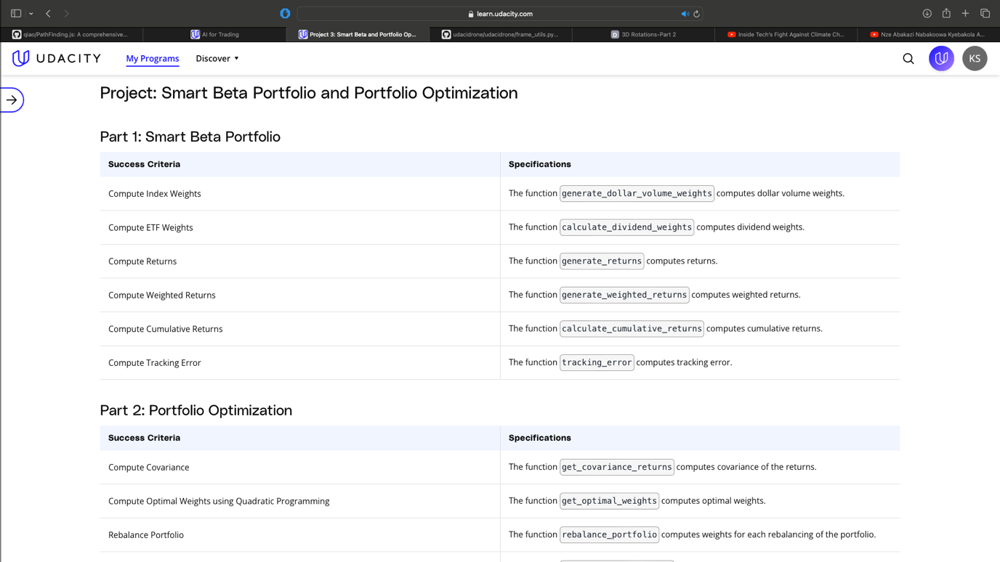 learn.udacity.com
qiao/PathFinding.js: A comprehensive...
AI for Trading
Project 3: Smart Beta and Portfolio Op...
udacidrone/udacidrone/frame_utils.py...
D 3D Rotations-Part 2
Inside Tech's Fight Against Climate Ch...
Nze Abakazi Nabakoowa Kyebakola A...
UDACITY
My Programs
Discover
KS
Project: Smart Beta Portfolio and Portfolio Optimization
Part 1: Smart Beta Portfolio
Success Criteria Specifications
Compute Index Weights The function generate_dollar_volume_weights computes dollar volume weights.
Compute ETF Weights The function calculate_dividend_weights computes dividend weights.
Compute Returns The function generate_returns computes returns.
Compute Weighted Returns The function generate_weighted_returns computes weighted returns.
Compute Cumulative Returns The function calculate_cumulative_returns computes cumulative returns.
Compute Tracking Error The function tracking_error computes tracking error.
Part 2: Portfolio Optimization
Success Criteria Specifications
Compute Covariance The function get_covariance_returns computes covariance of the returns.
Compute Optimal Weights using Quadratic Programming The function get_optimal_weights computes optimal weights.
Rebalance Portfolio The function rebalance_portfolio computes weights for each rebalancing of the portfolio.